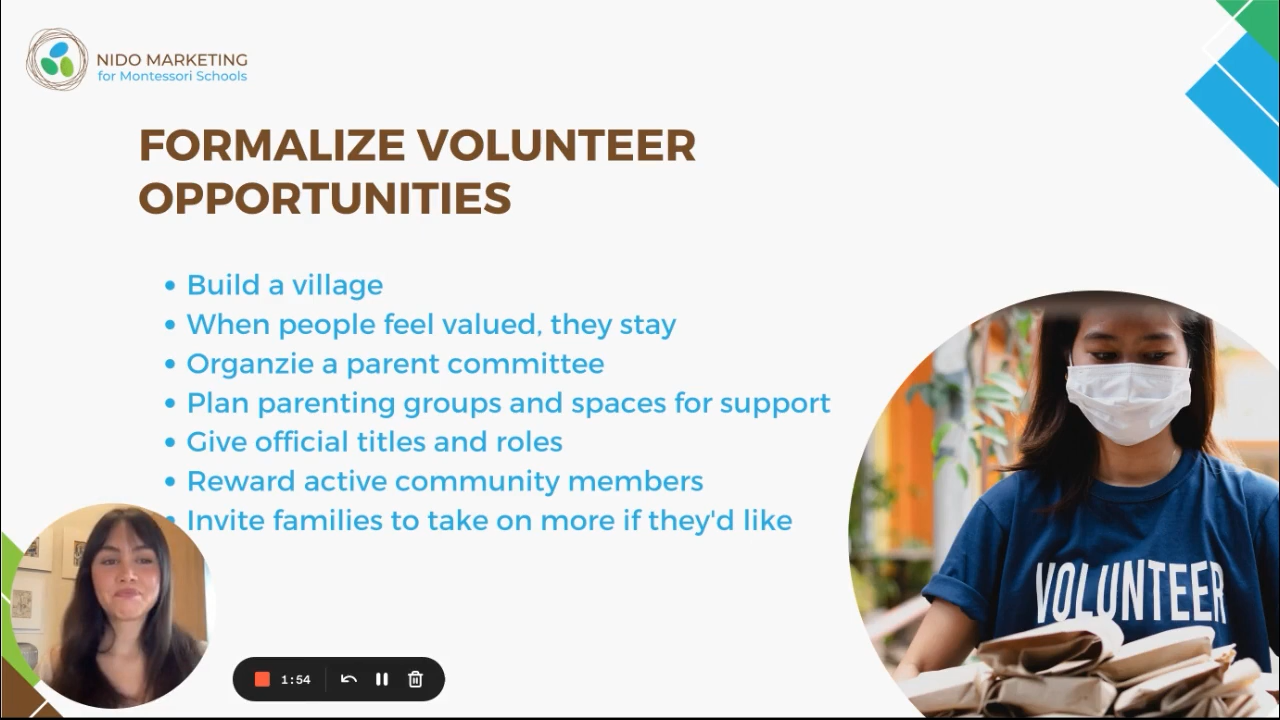 NIDO MARKETING
for Montessori Schools
FORMALIZE VOLUNTEER
OPPORTUNITIES
• Build a village
• When people feel valued, they stay
• Organzie a parent committee
• Plan parenting groups and spaces for support
• Give official titles and roles
• Reward active community members
• Invite families to take on more if they'd like
VOLUNTEER
1:54